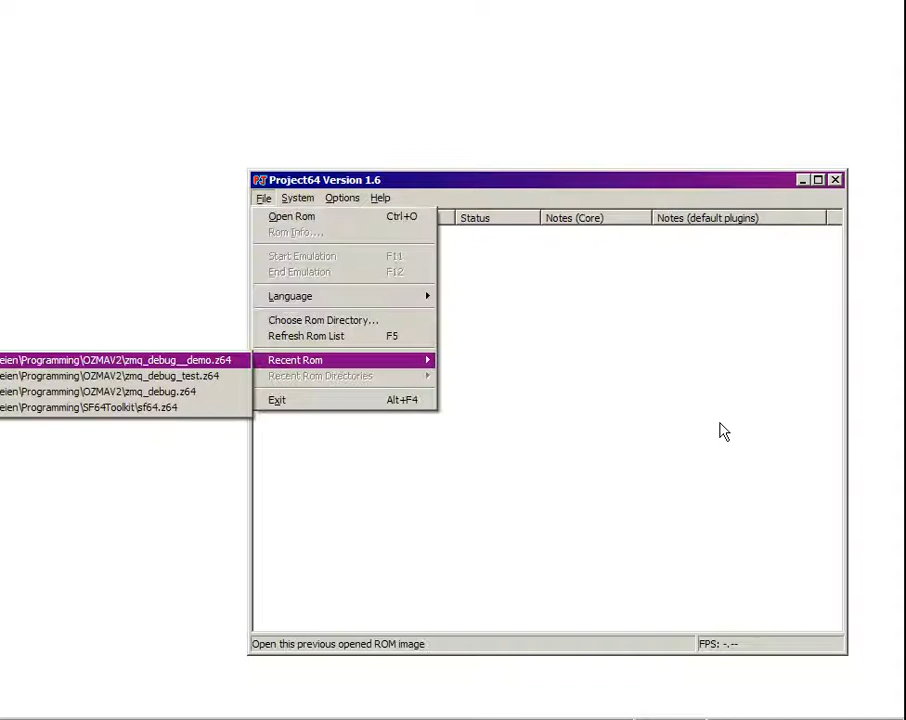 Project64 Version 1.6
File System Options Help
Open Rom Ctrl+O
Rom Info....
Start Emulation F11
End Emulation F12
Language
Choose Rom Directory...
Refresh Rom List F5
Recent Rom
Recent Rom Directories
Exit Alt+F4
eien\Programming\OZMAV2\zmq_debug__demo.z64
eien\Programming\OZMAV2\zmq_debug_test.z64
eien\Programming\OZMAV2\zmq_debug.z64
eien\Programming\SF64Toolkit\sf64.z64
Status Notes (Core) Notes (default plugins)
Open this previous opened ROM image FPS: -.--